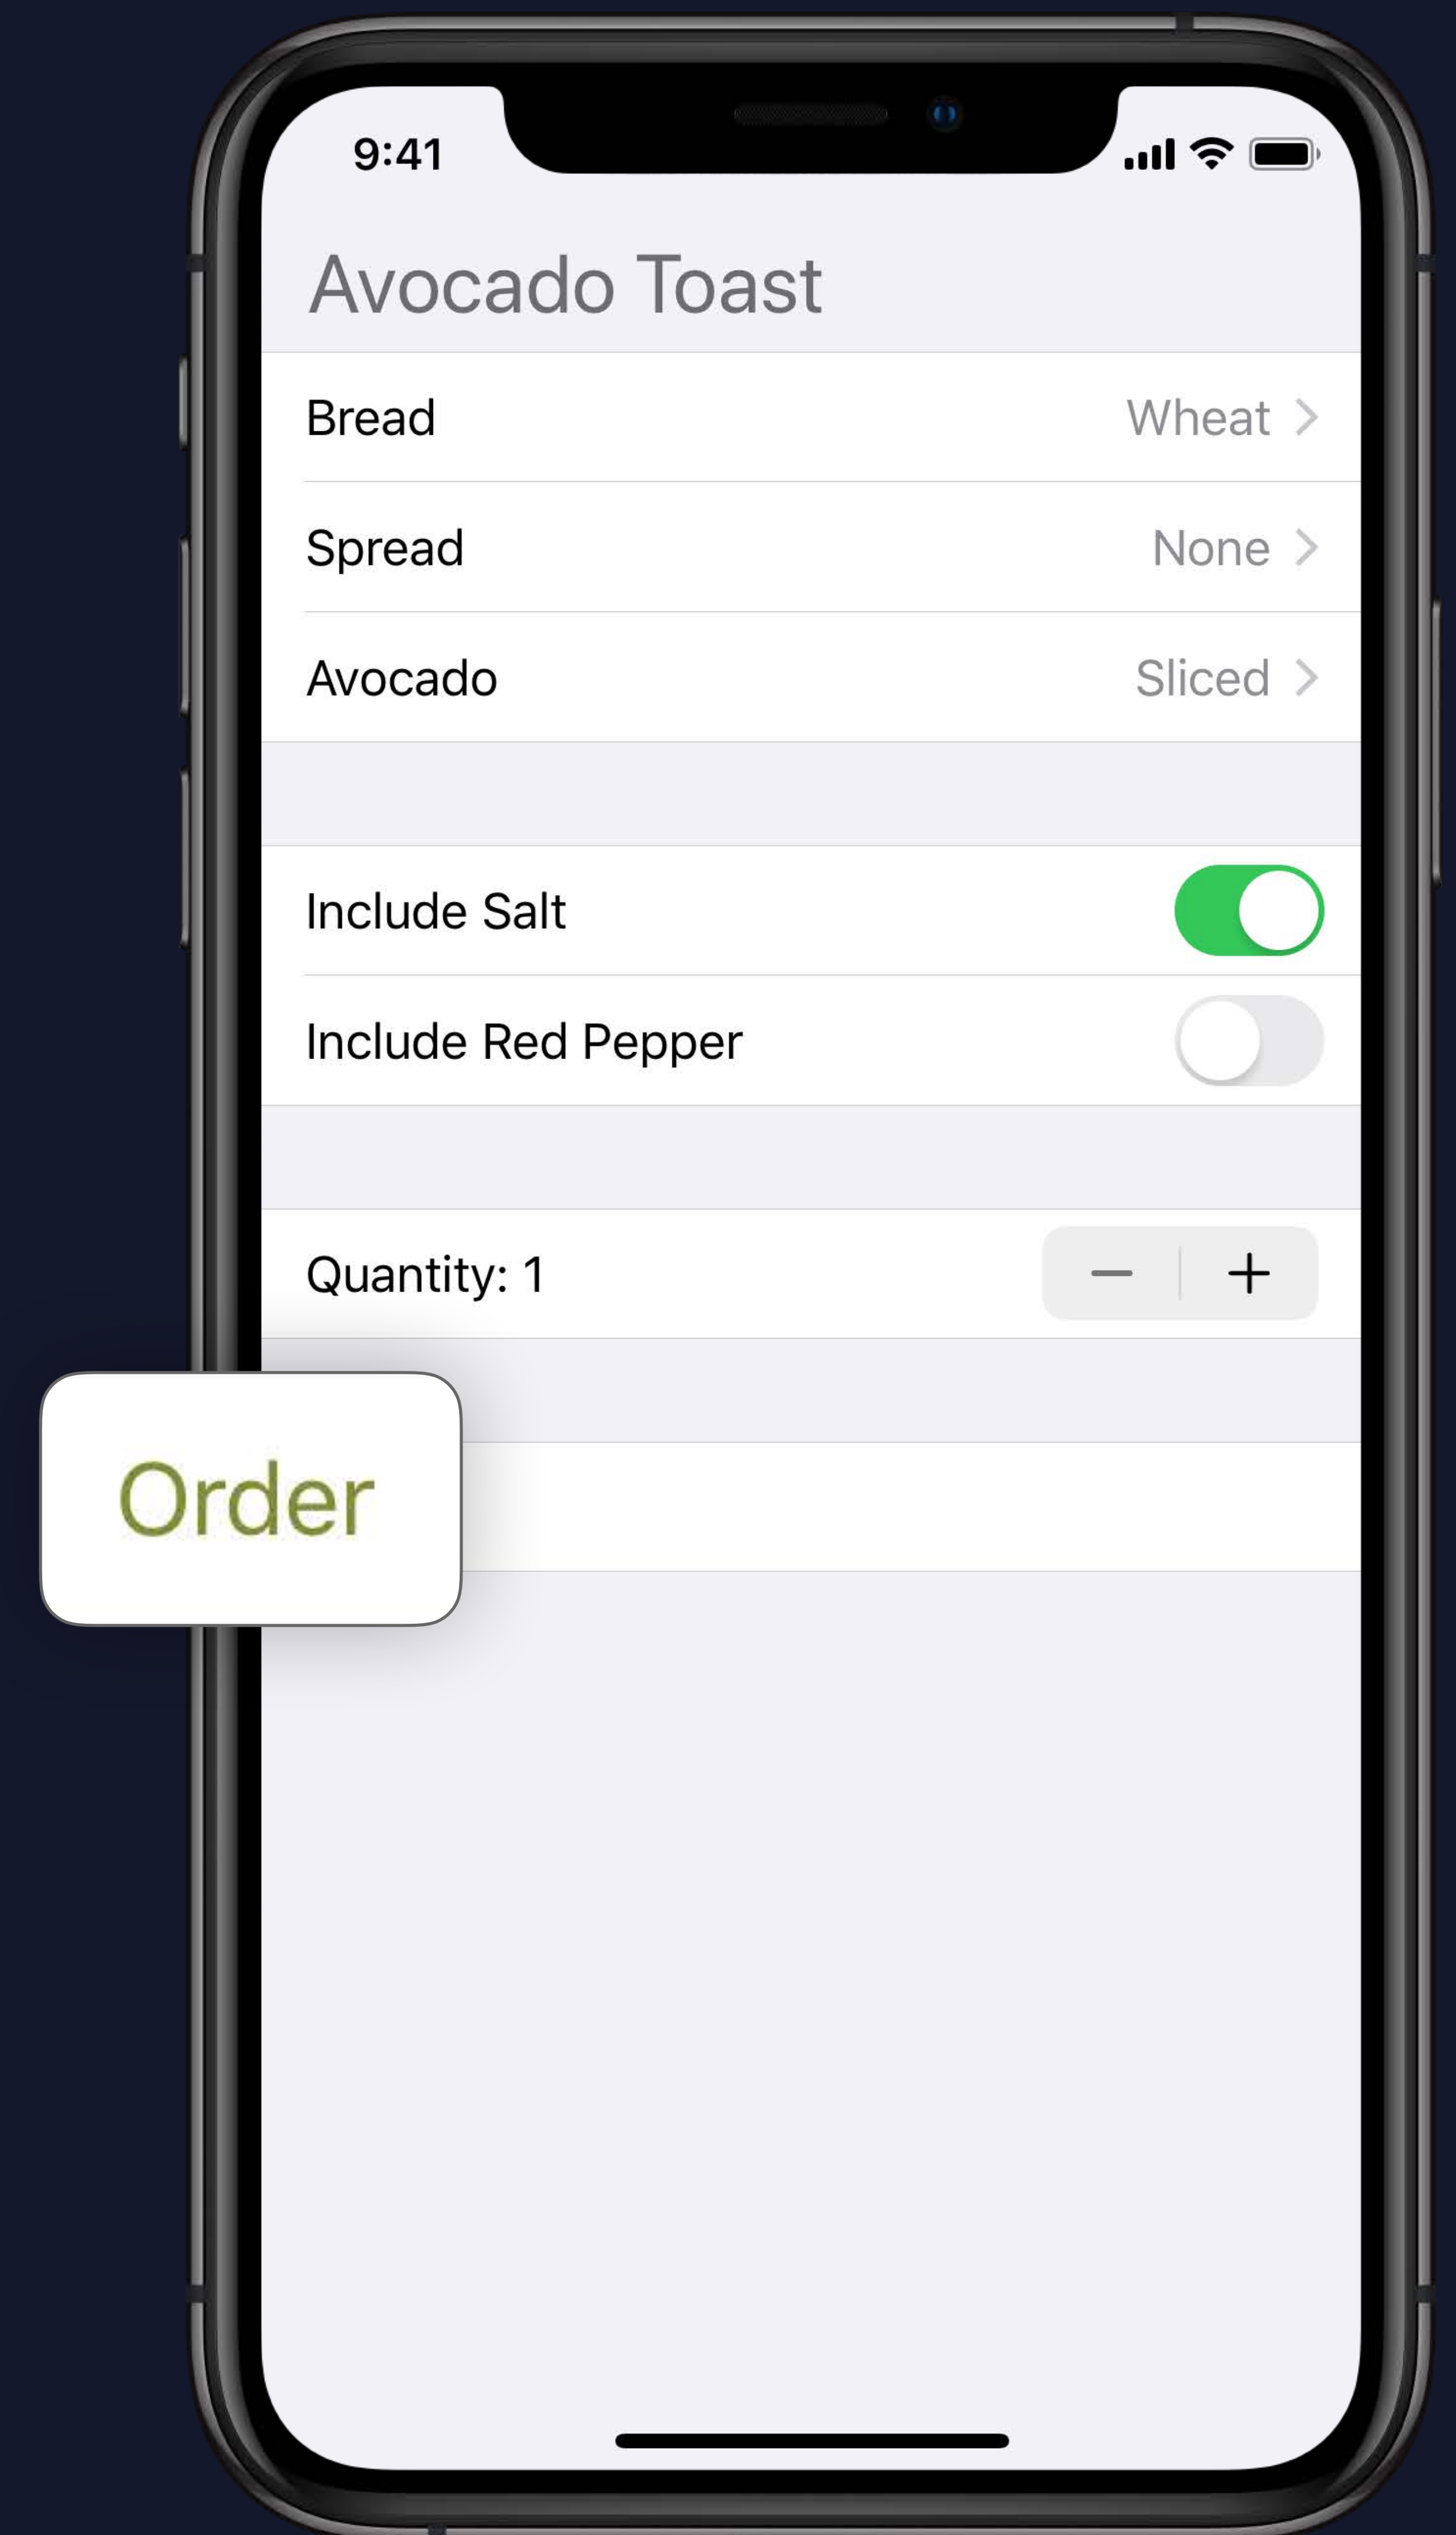 9:41
Avocado Toast
Bread Wheat
Spread None
Avocado Sliced
Include Salt
Include Red Pepper
Quantity: 1
Order